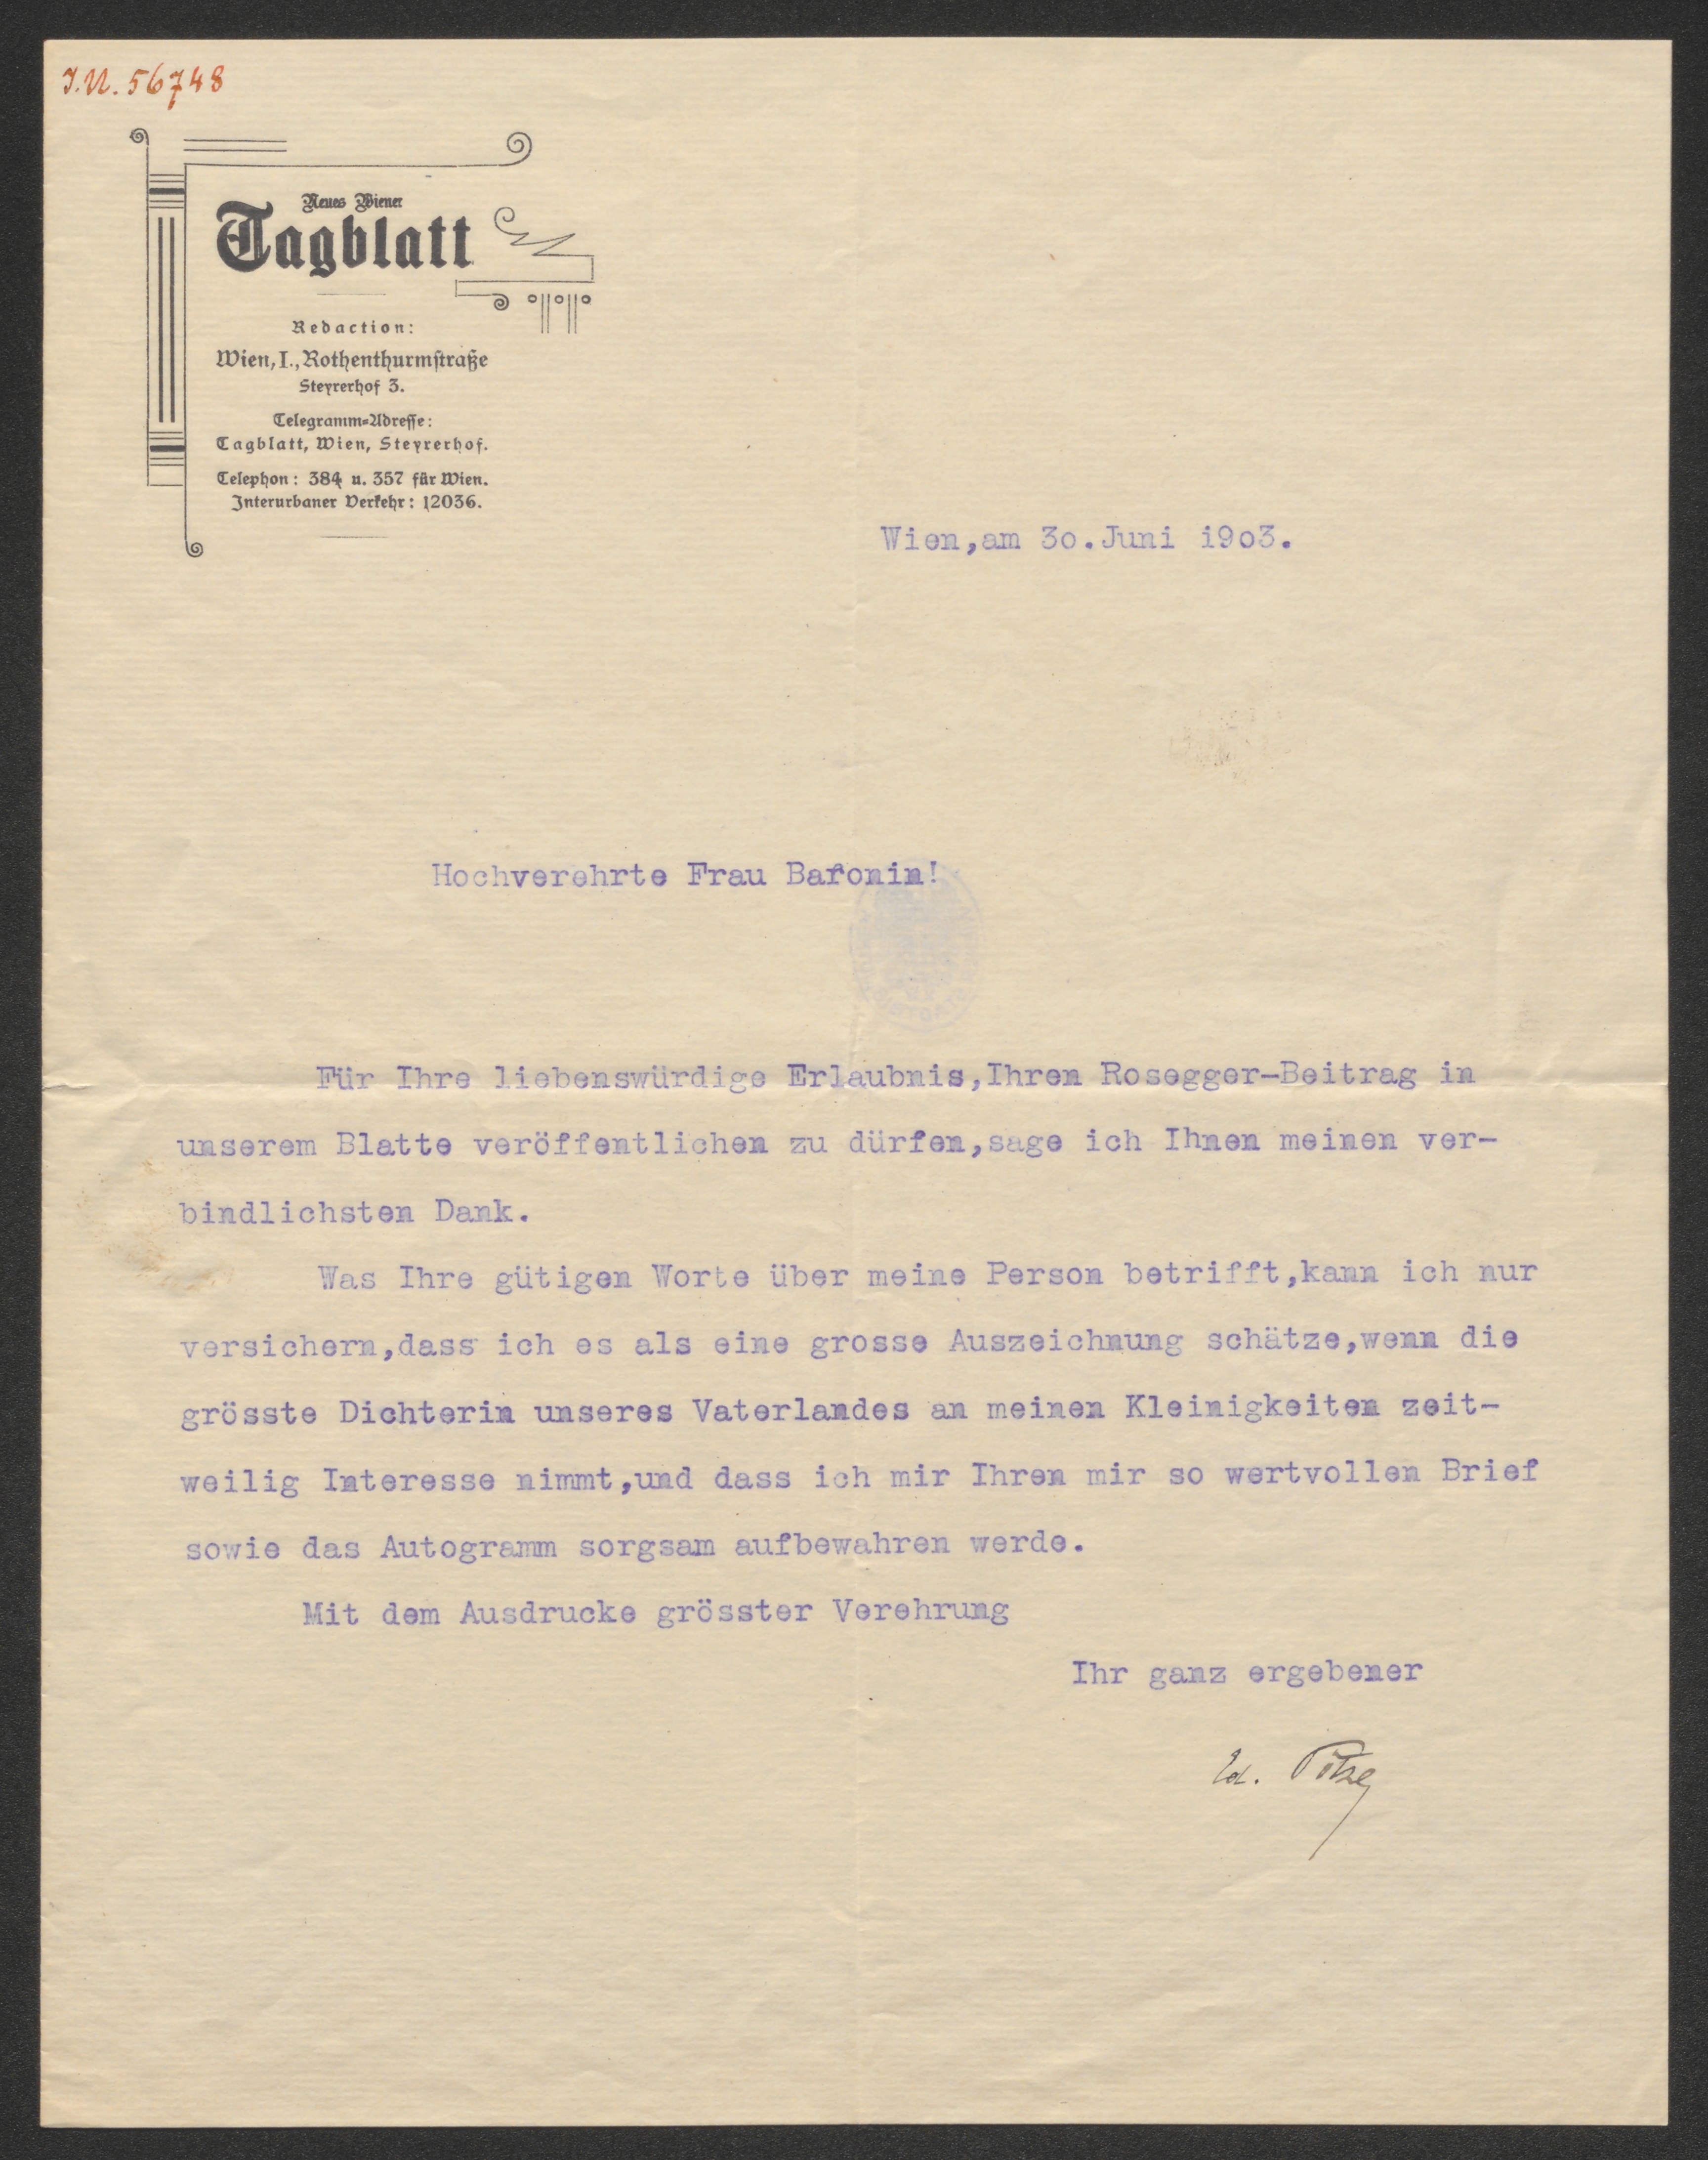 I.N. 56748
Neues Wiener
Tagblatt
Redaction:
Wien, I., Rothenthurmstraße
Steyrerhof 3.
Telegramm-Adresse:
Tagblatt, Wien, Steyrerhof.
Telephon: 384 u. 357 für Wien.
Interurbaner Verkehr: 12036.
Wien,am 3o.Juni i9o3.
Hochverehrte Frau Baronin!
Für Ihre liebenswürdige Erlaubnis,Ihren Rosegger-Beitrag in
unserem Blatte veröffentlichen zu dürfen,sage ich Ihnen meinen ver-
bindlichsten Dank.
Was Ihre gütigen Worte über meine Person betrifft,kann ich nur
versichern,dass ich es als eine grosse Auszeichnung schätze,wenn die
grösste Dichterin unseres Vaterlandes an meinen Kleinigkeiten zeit-
weilig Interesse nimmt,und dass ich mir Ihren mir so wertvollen Brief
sowie das Autogramm sorgsam aufbewahren werde.
Mit dem Ausdrucke grösster Verehrung
Ihr ganz ergebener
Ed. Pötzl